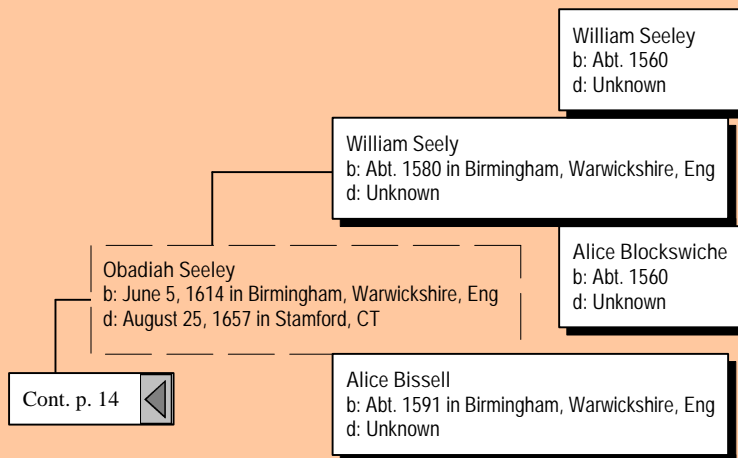 William Seeley
b: Abt. 1560
d: Unknown
William Seely
b: Abt. 1580 in Birmingham, Warwickshire, Eng
d: Unknown
Alice Blockswiche
b: Abt. 1560
d: Unknown
Obadiah Seeley
b: June 5, 1614 in Birmingham, Warwickshire, Eng
d: August 25, 1657 in Stamford, CT
Alice Bissell
b: Abt. 1591 in Birmingham, Warwickshire, Eng
d: Unknown
Cont. p. 14